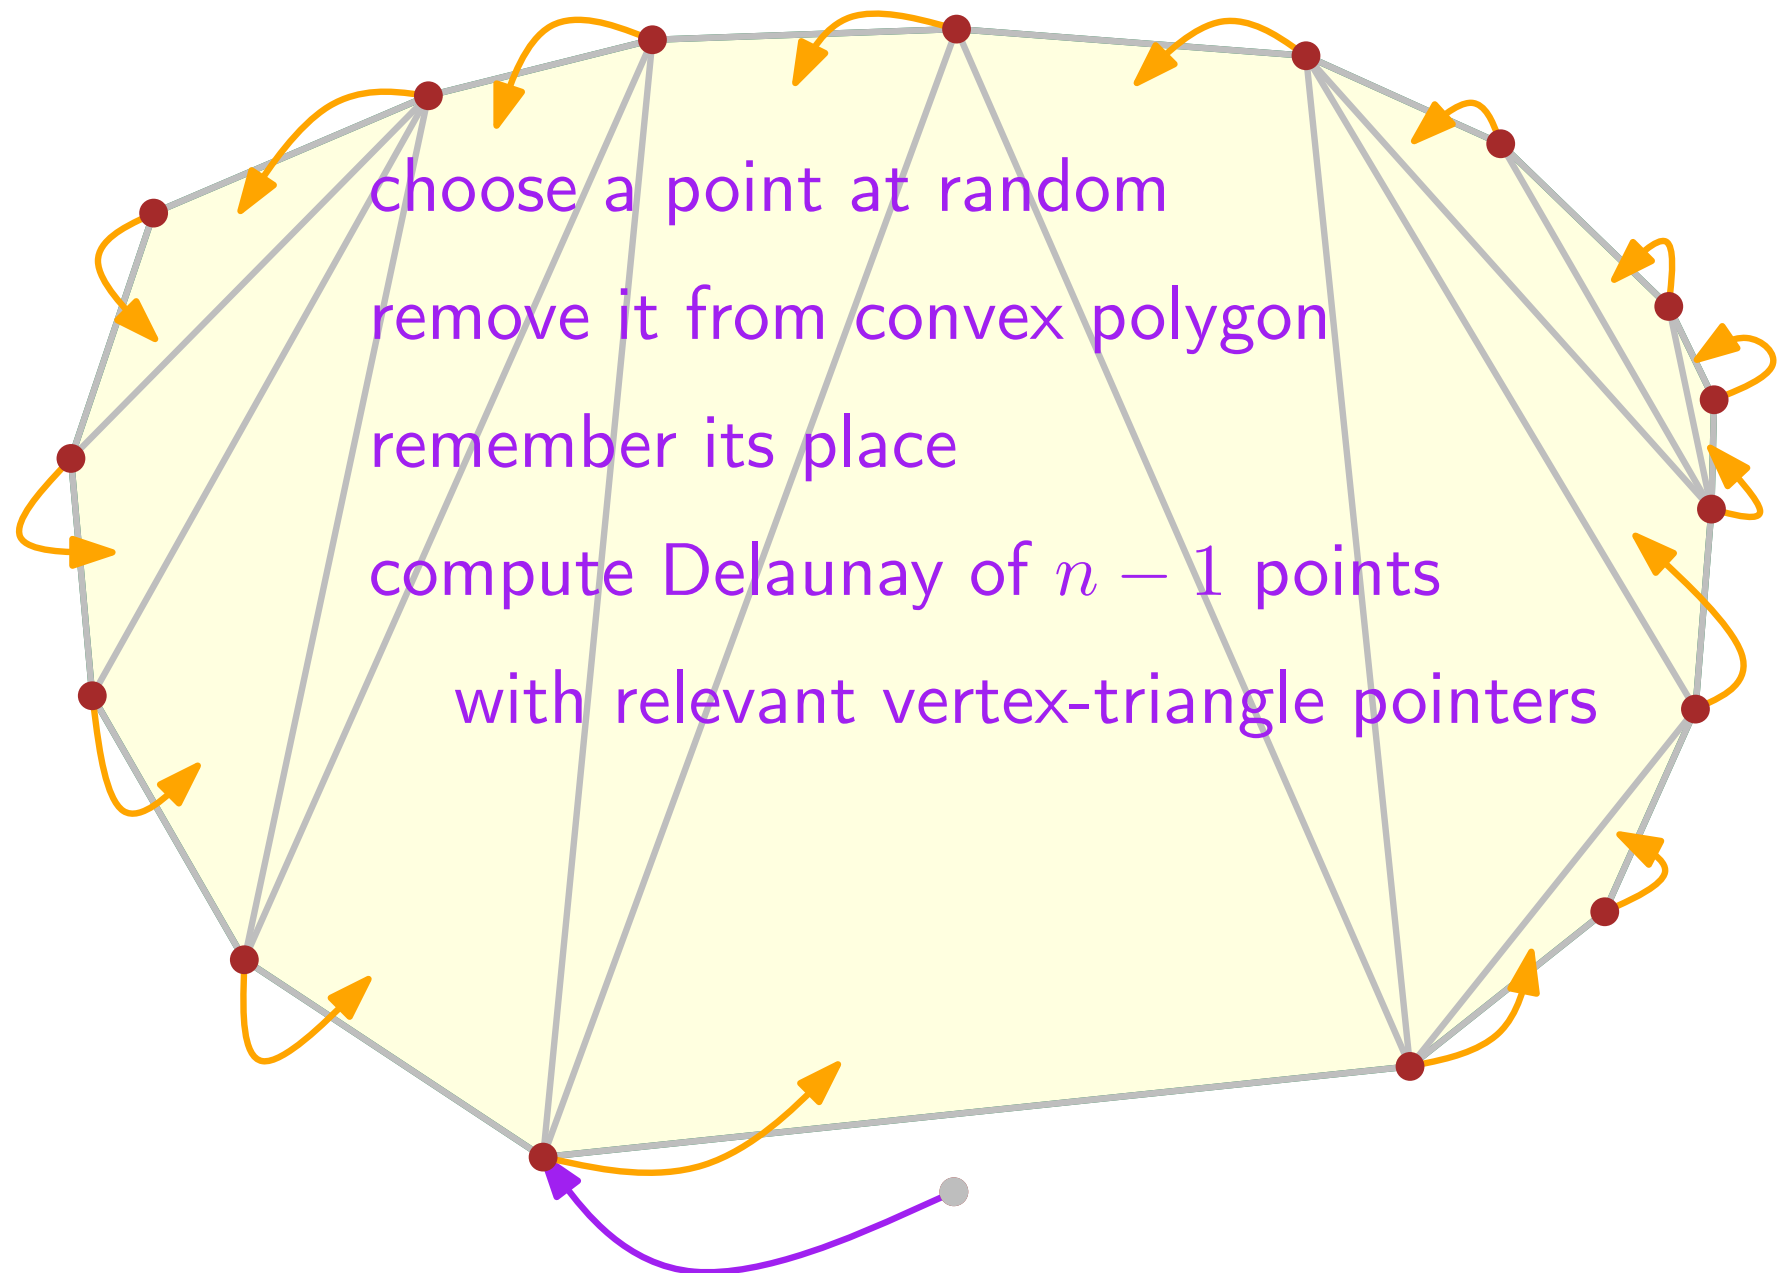 choose a point at random
remove it from convex polygon
remember its place
compute Delaunay of n − 1 points
with relevant vertex-triangle pointers